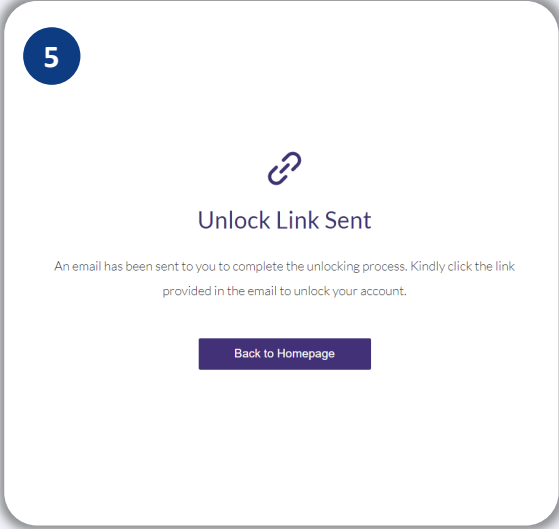 5
Unlock Link Sent
An email has been sent to you to complete the unlocking process. Kindly click the link
provided in the email to unlock your account.
Back to Homepage